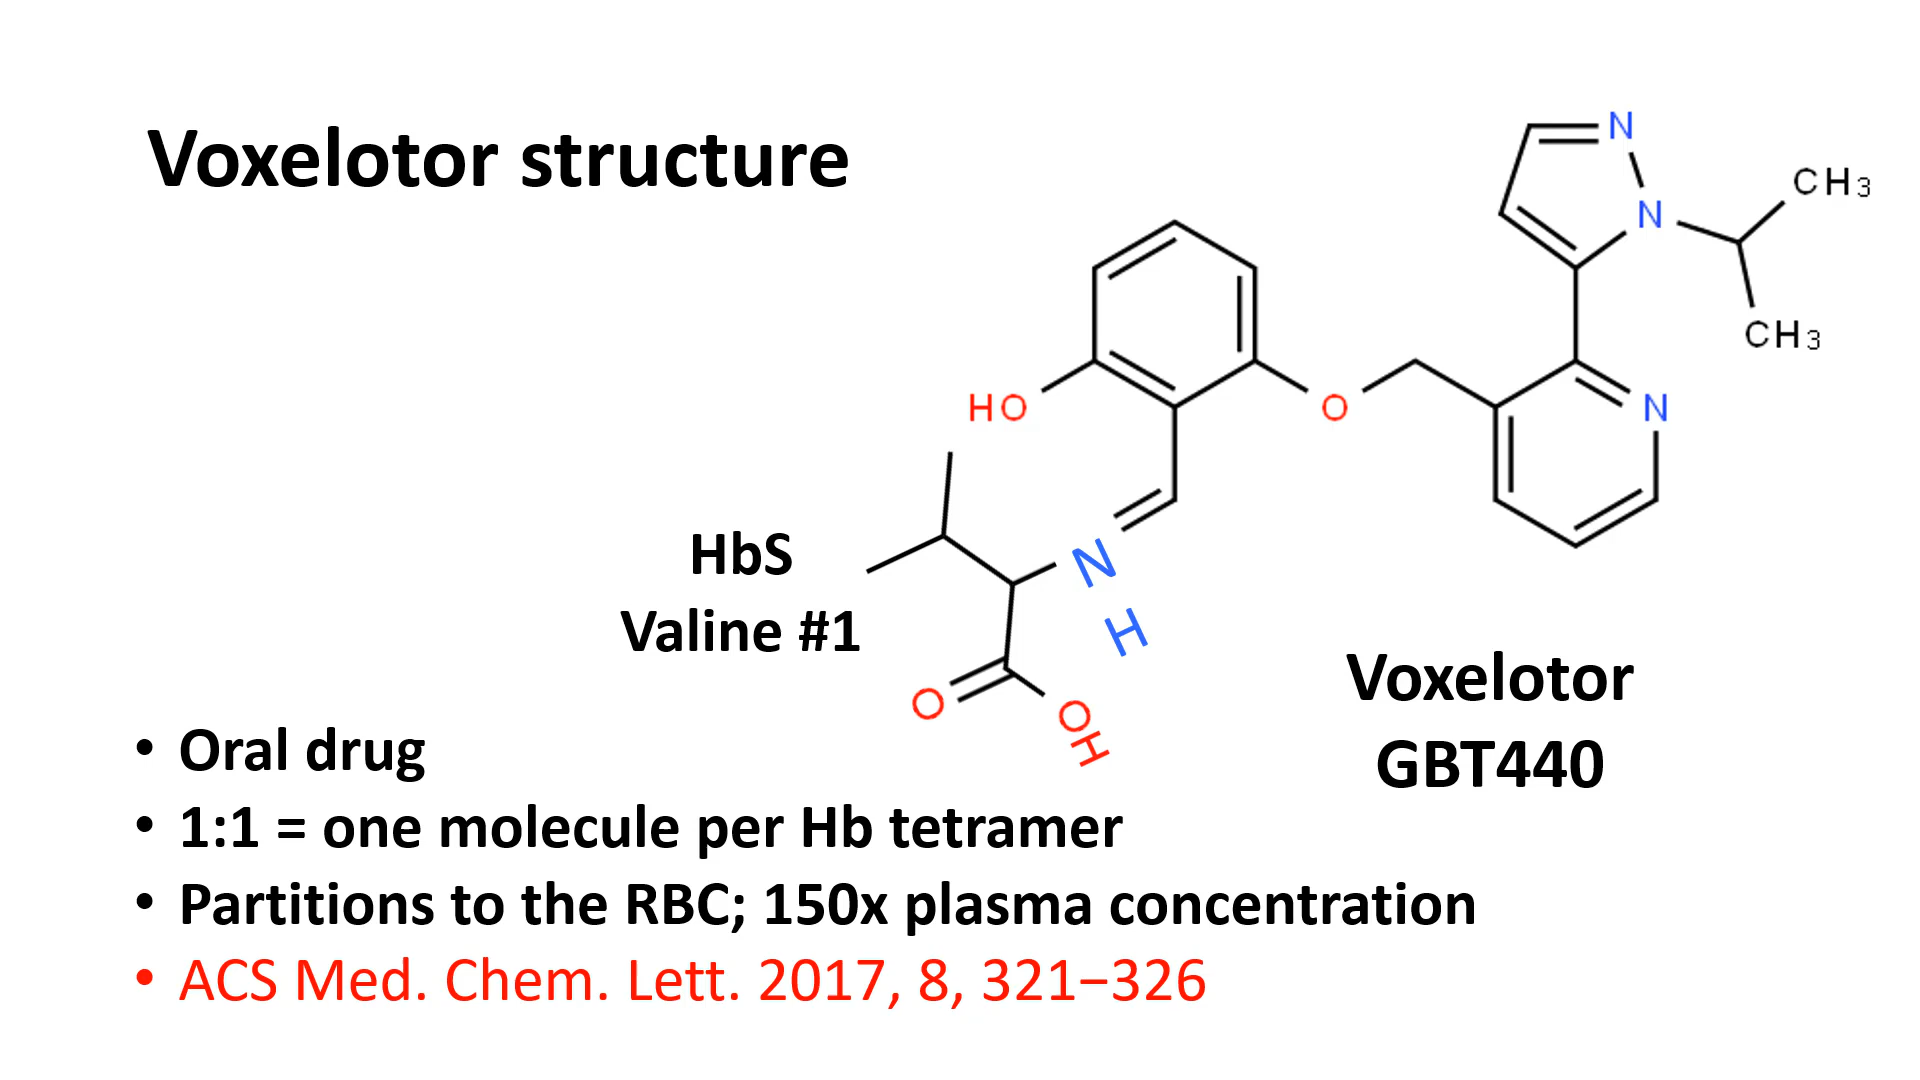 Voxelotor structure
N
N
CH3
CH3
HO
O
N
HbS
Valine #1
N
H
O
OH
Voxelotor
GBT440
• Oral drug
• 1:1 = one molecule per Hb tetramer
• Partitions to the RBC; 150x plasma concentration
• ACS Med. Chem. Lett. 2017, 8, 321−326